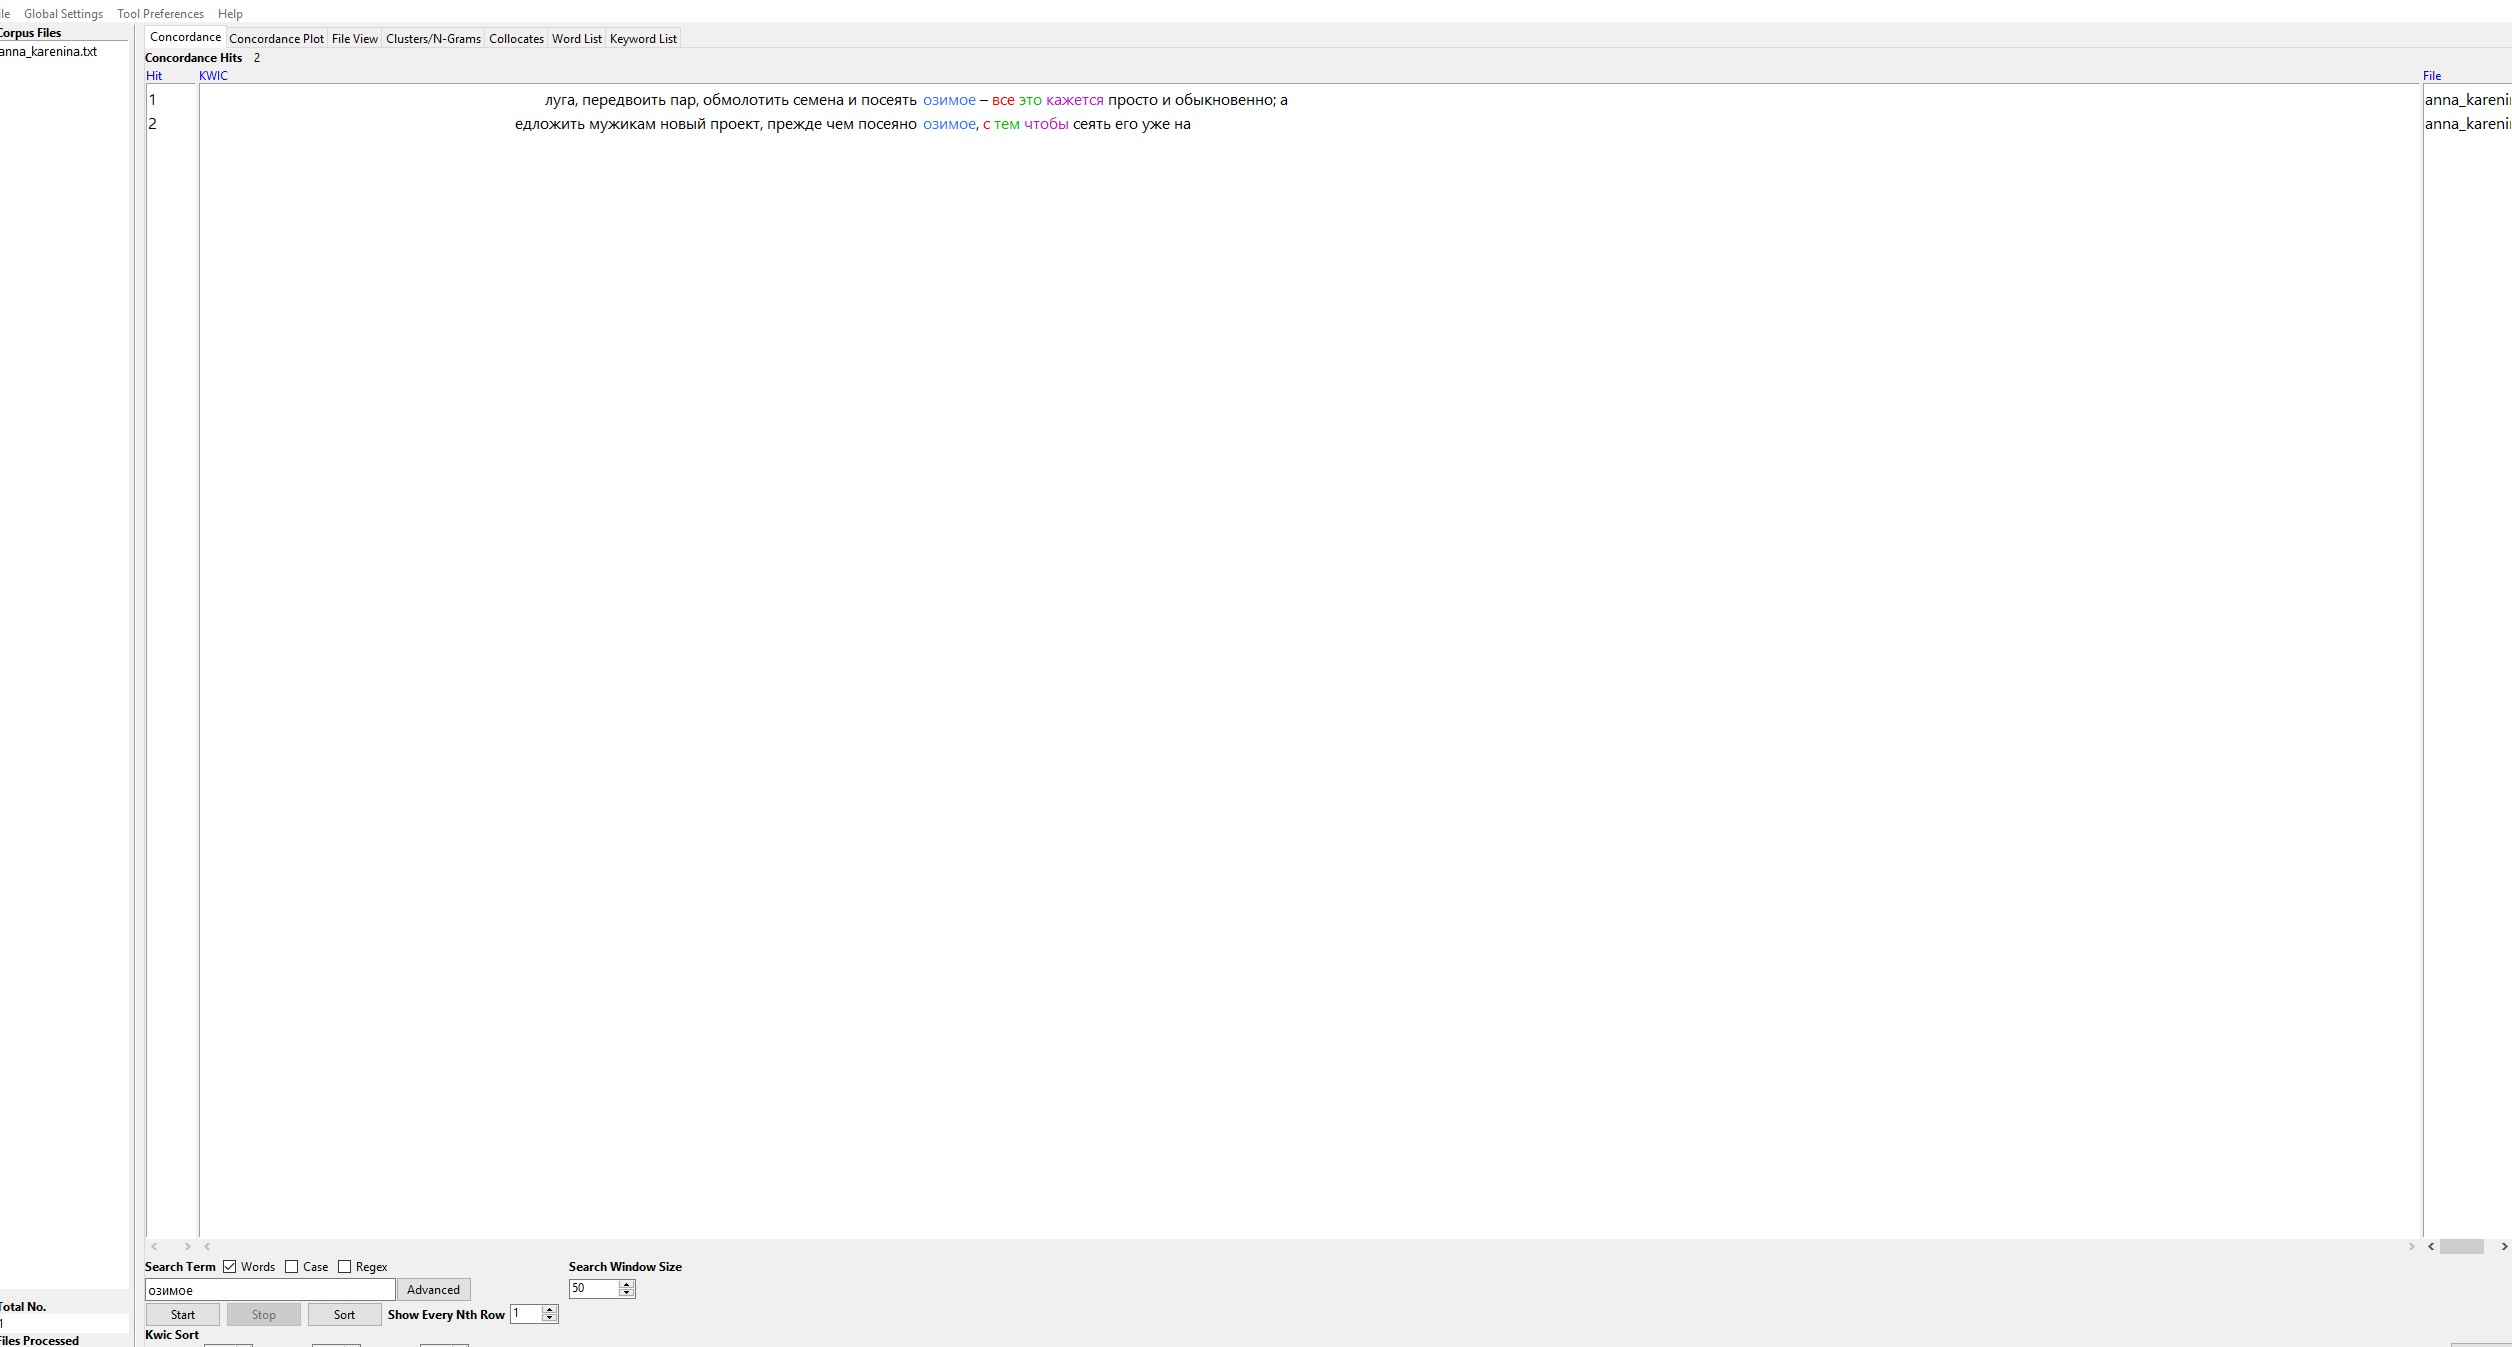 ile Global Settings Tool Preferences Help
Corpus Files
anna_karenina.txt
Concordance Concordance Plot File View Clusters/N-Grams Collocates Word List Keyword List
Concordance Hits 2
Hit KWIC File
1 луга, передвоить пар, обмолотить семена и посеять озимое – все это кажется просто и обыкновенно; а anna_kareni
2 едложить мужикам новый проект, прежде чем посеяно озимое, с тем чтобы сеять его уже на anna_kareni
Search Term Words Case Regex Search Window Size
озимое Advanced 50
Total No.
1
Start Stop Sort Show Every Nth Row 1
Kwic Sort
Files Processed